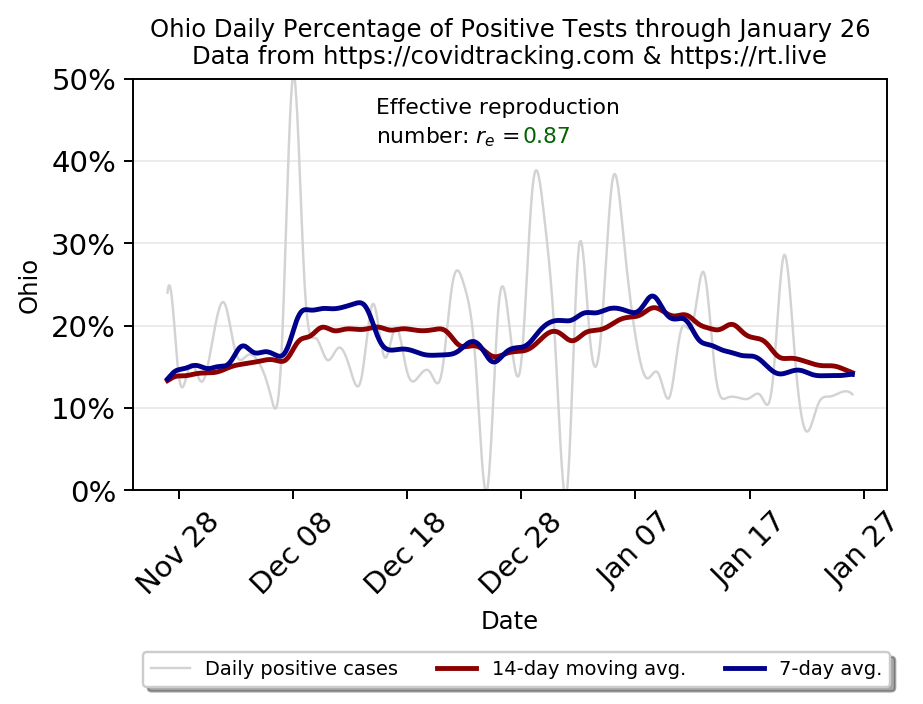 Ohio Daily Percentage of Positive Tests through January 26
Data from https://covidtracking.com & https://rt.live
Effective reproduction
number: rₑ =0.87
50%
40%
30%
20%
10%
0%
Ohio
Nov 28
Dec 08
Dec 18
Dec 28
Jan 07
Jan 17
Jan 27
Date
Daily positive cases
14-day moving avg.
7-day avg.